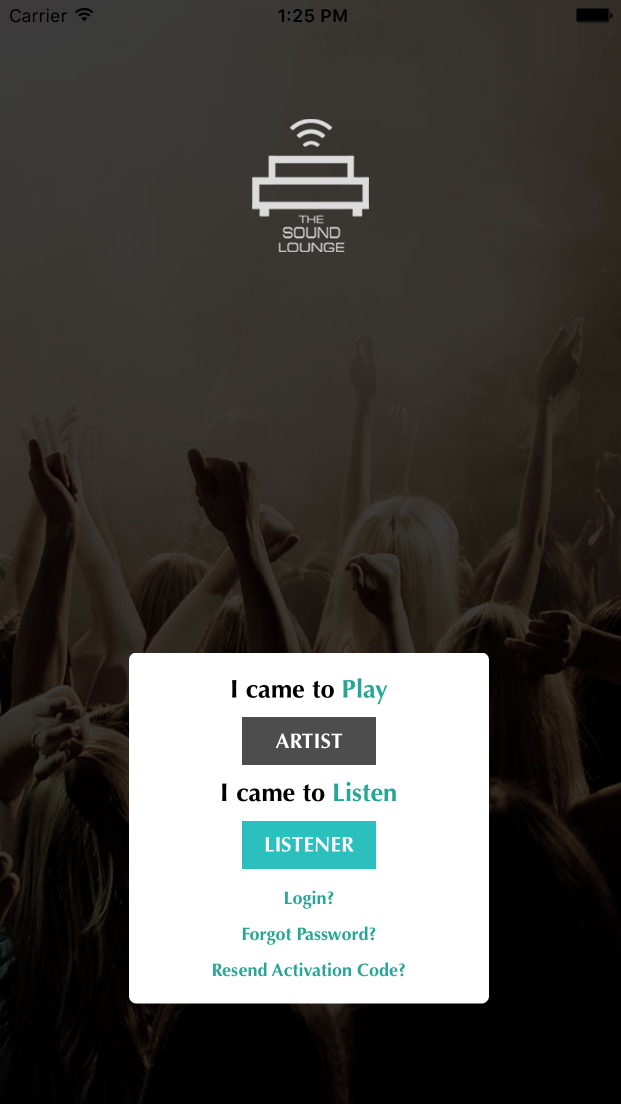 Carrier 1:25 PM
THE
SOUND
LOUNGE
I came to Play
ARTIST
I came to Listen
LISTENER
Login?
Forgot Password?
Resend Activation Code?